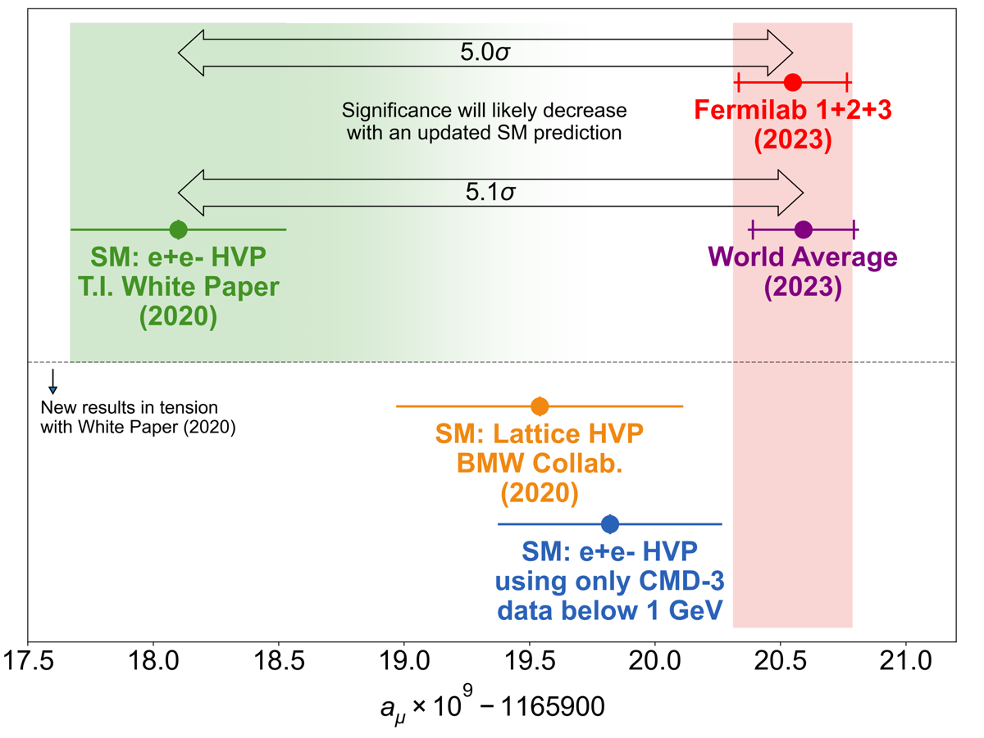 5.0σ
Significance will likely decrease
with an updated SM prediction
Fermilab 1+2+3
(2023)
5.1σ
SM: e+e- HVP
T.I. White Paper
(2020)
World Average
(2023)
New results in tension
with White Paper (2020)
SM: Lattice HVP
BMW Collab.
(2020)
SM: e+e- HVP
using only CMD-3
data below 1 GeV
17.5 18.0 18.5 19.0 19.5 20.0 20.5 21.0
aμ × 10⁹ − 1165900